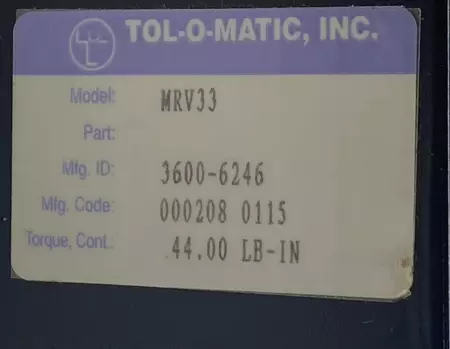 TOL-O-MATIC, INC.
Model: MRV33
Part:
Mfg. ID: 3600-6246
Mfg. Code: 000208 0115
Torque, Cont.: 44.00 LB-IN